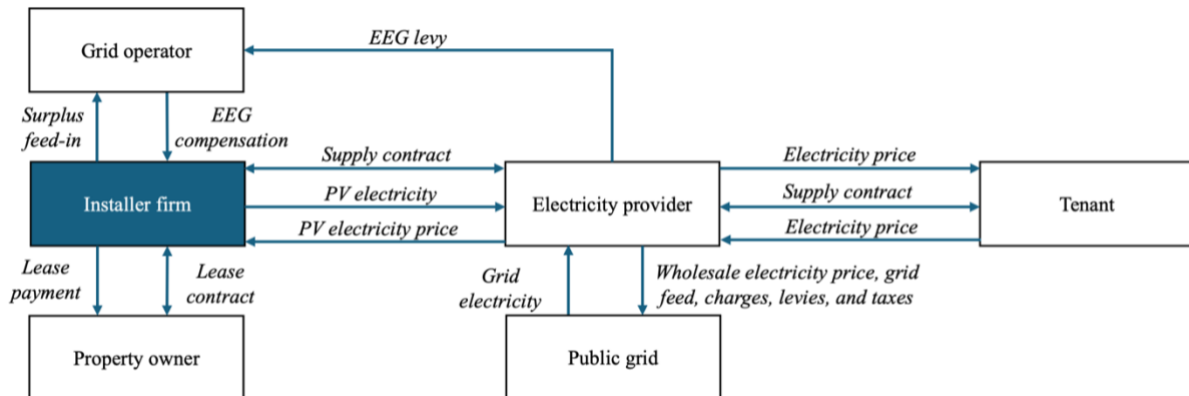 EEG levy
Grid operator
Surplus
feed-in
EEG
compensation
Supply contract
Electricity price
Installer firm
PV electricity
Electricity provider
Supply contract
Tenant
PV electricity price
Electricity price
Lease
payment
Lease
contract
Grid
electricity
Wholesale electricity price, grid
feed, charges, levies, and taxes
Property owner
Public grid